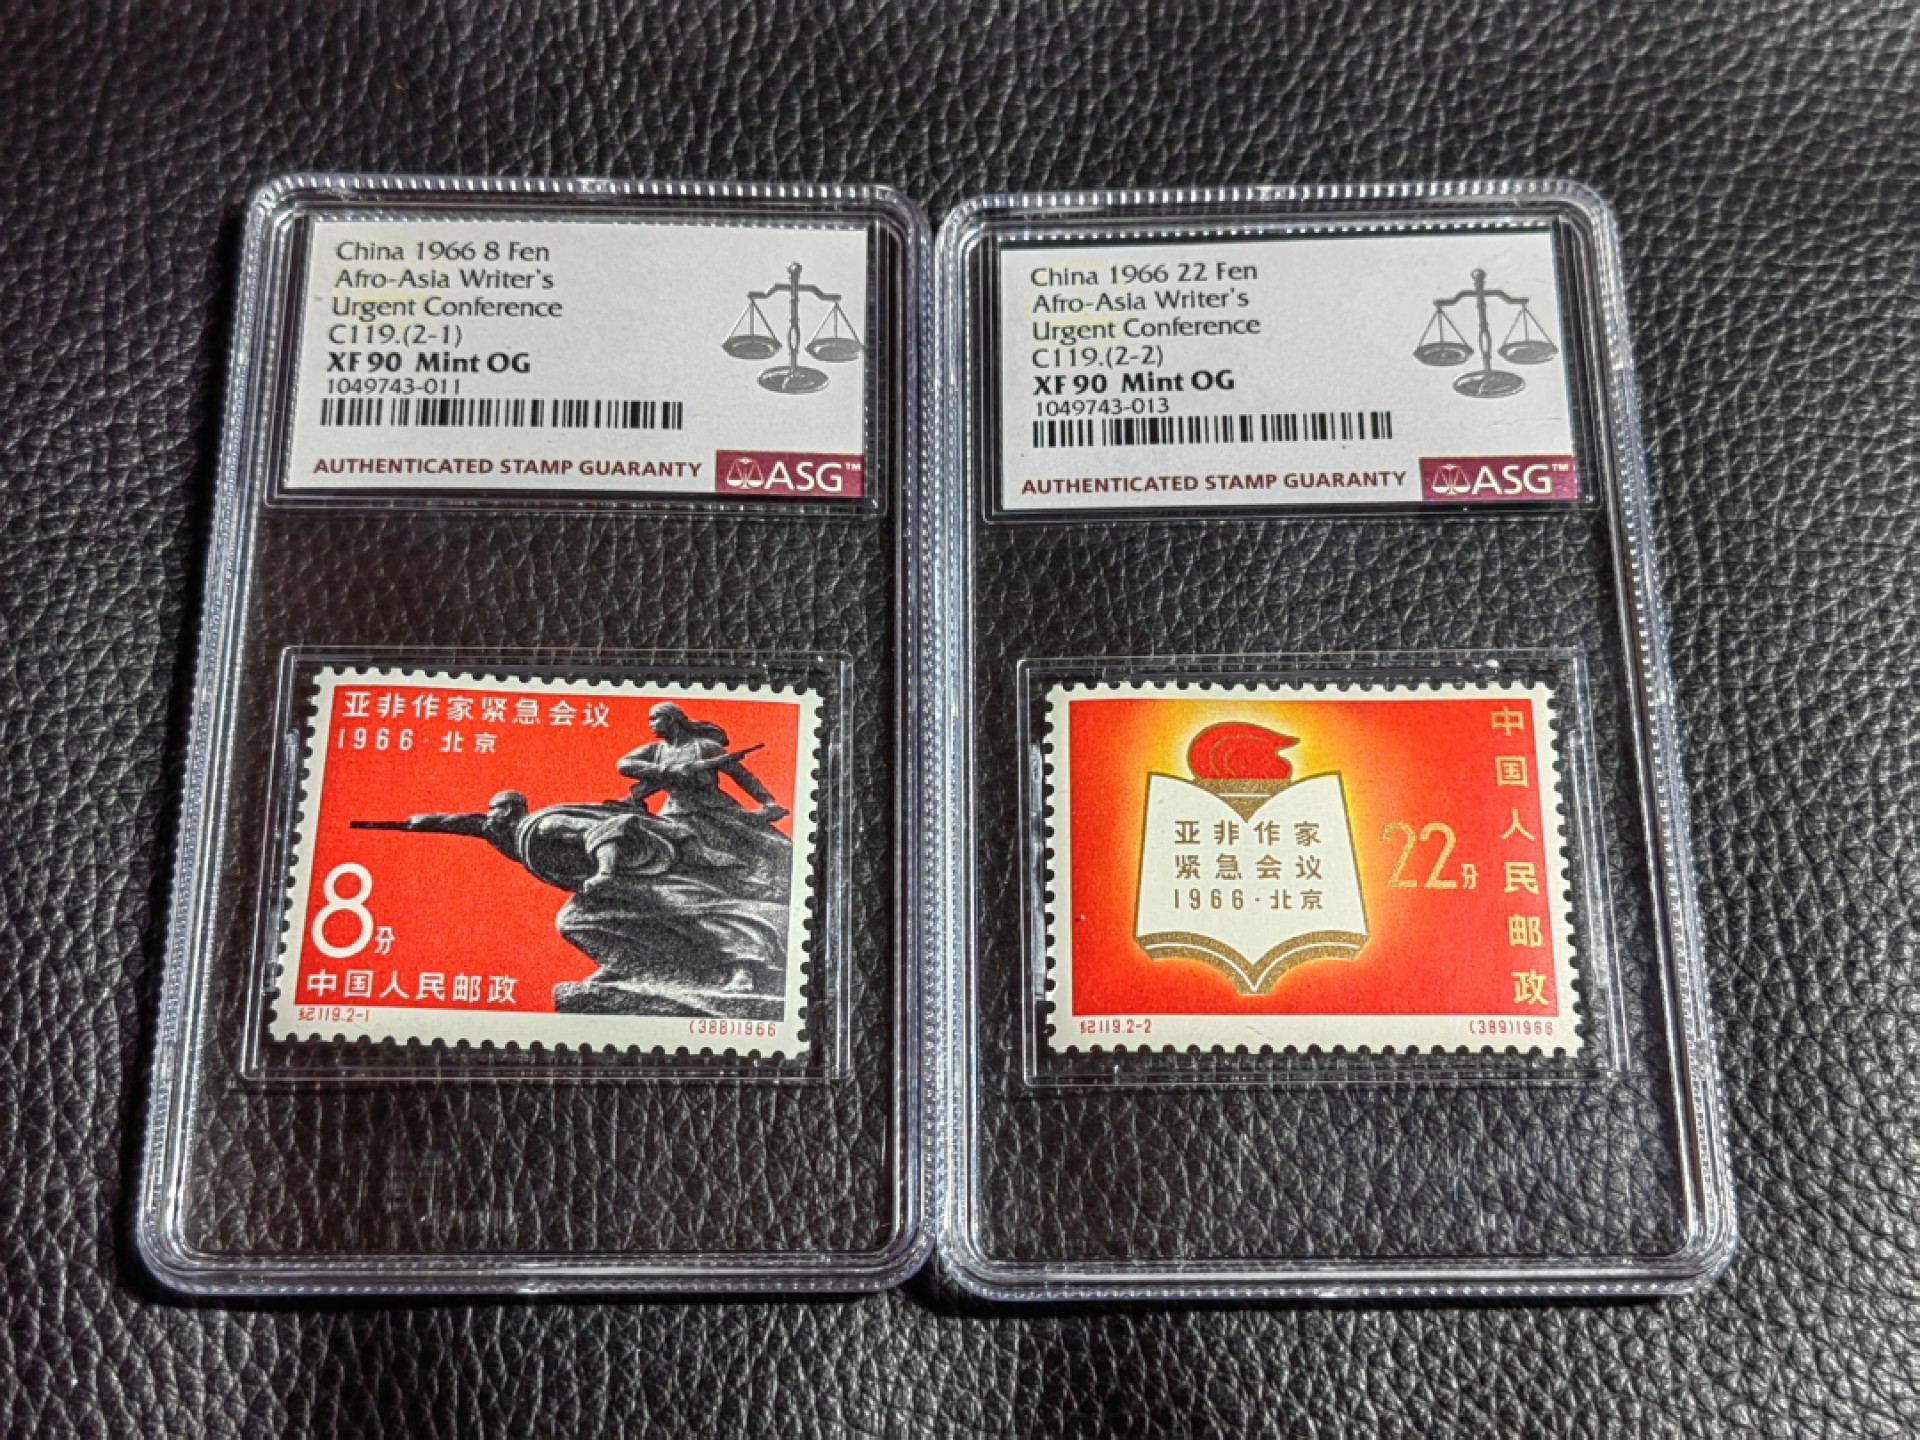 China 1966 8 Fen
Afro-Asia Writer's
Urgent Conference
C119.(2-1)
XF 90 Mint OG
1049743-011
AUTHENTICATED STAMP GUARANTY
ASG™
亚非作家紧急会议
1966·北京
8分
中国人民邮政
纪119.2-1
(388)1966
China 1966 22 Fen
Afro-Asia Writer's
Urgent Conference
C119.(2-2)
XF 90 Mint OG
1049743-013
AUTHENTICATED STAMP GUARANTY
ASG™
亚非作家
紧急会议
1966·北京
22分
中国人民邮政
纪119.2-2
(389)1966